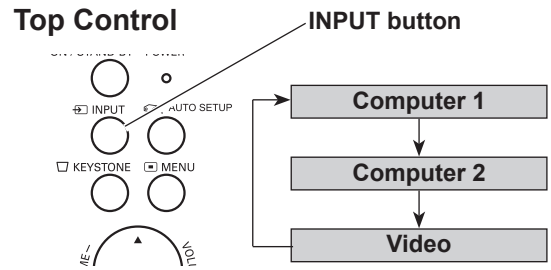 Top Control
INPUT button
INPUT
AUTO SETUP
KEYSTONE
MENU
Computer 1
Computer 2
Video